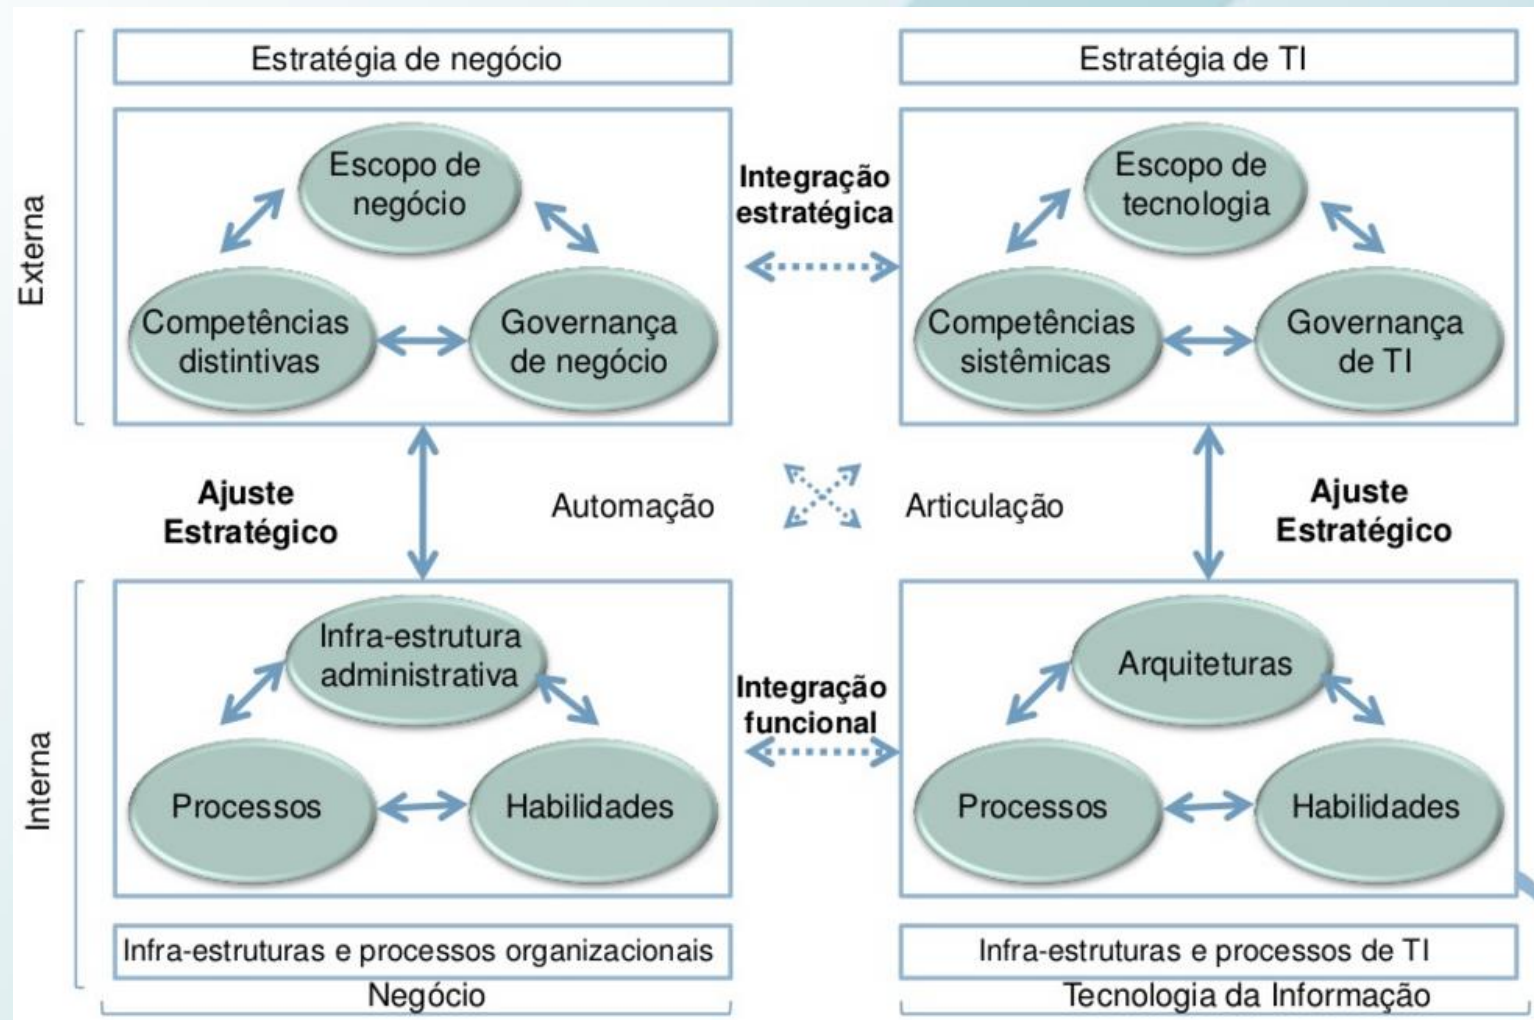 Estratégia de negócio
Estratégia de TI
Externa
Escopo de
negócio
Competências
distintivas
Governança
de negócio
Integração
estratégica
Escopo de
tecnologia
Competências
sistêmicas
Governança
de TI
Ajuste
Estratégico
Automação
Articulação
Ajuste
Estratégico
Interna
Infra-estrutura
administrativa
Processos
Habilidades
Integração
funcional
Arquiteturas
Processos
Habilidades
Infra-estruturas e processos organizacionais
Infra-estruturas e processos de TI
Negócio
Tecnologia da Informação